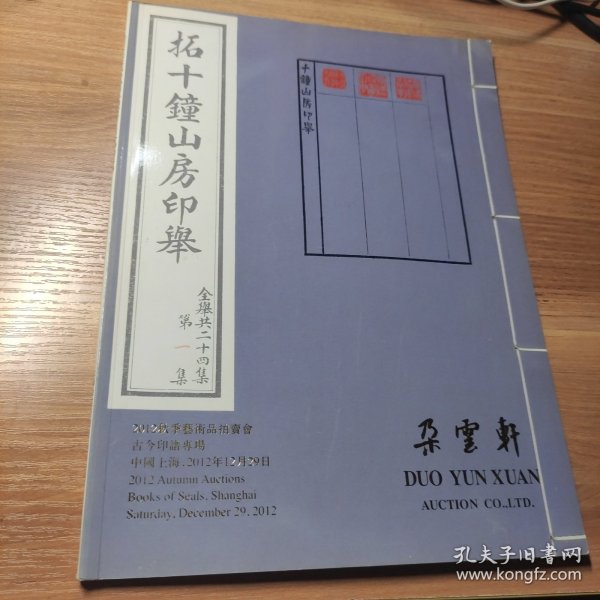 拓十鐘山房印舉
全舉共二十四集
第一集
十鐘山房印舉
2012秋季藝術品拍賣會
古今印譜專場
中國上海.2012年12月29日
2012 Autumn Auctions
Books of Seals, Shanghai
Saturday, December 29, 2012
朵雲軒
DUO YUN XUAN
AUCTION CO.,LTD.
孔夫子旧书网
www.kongfz.com